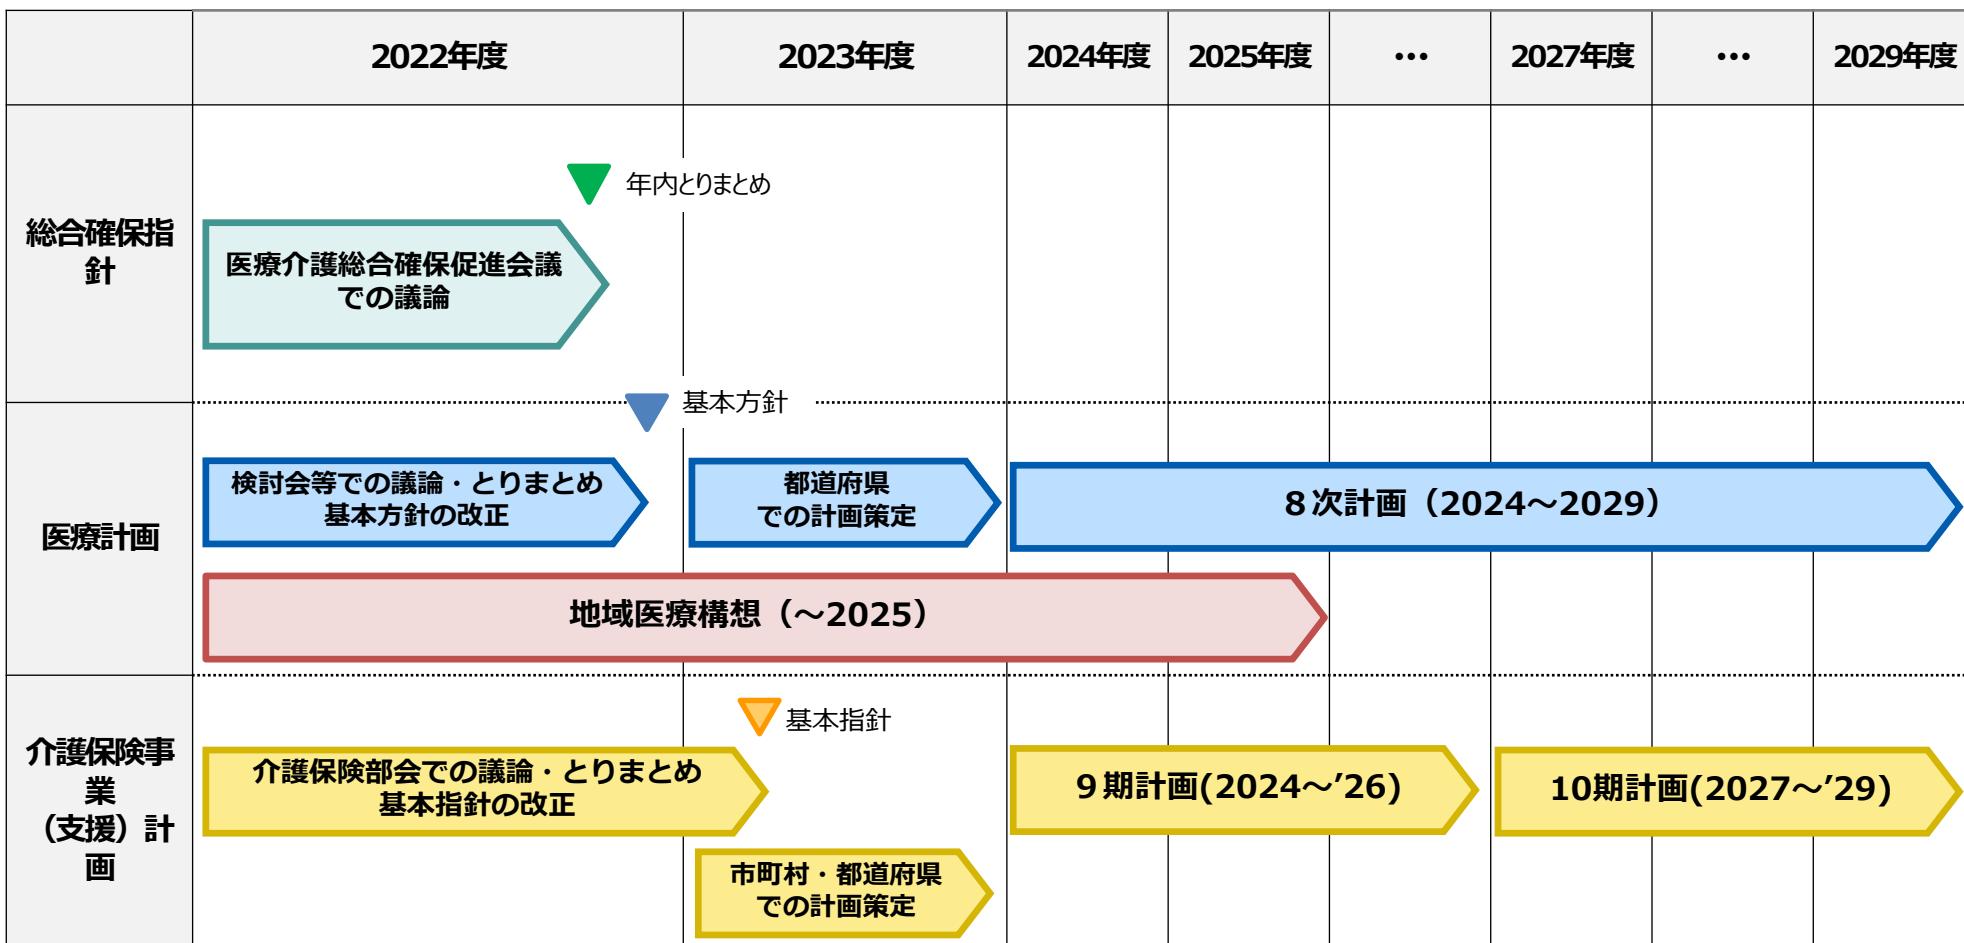 2022年度
2023年度
2024年度
2025年度
…
2027年度
…
2029年度
総合確保指
針
年内とりまとめ
医療介護総合確保促進会議
での議論
医療計画
基本方針
検討会等での議論・とりまとめ
基本方針の改正
都道府県
での計画策定
８次計画（2024～2029）
地域医療構想（～2025）
介護保険事
業
（支援）計
画
基本指針
介護保険部会での議論・とりまとめ
基本指針の改正
９期計画(2024～’26)
10期計画(2027～’29)
市町村・都道府県
での計画策定